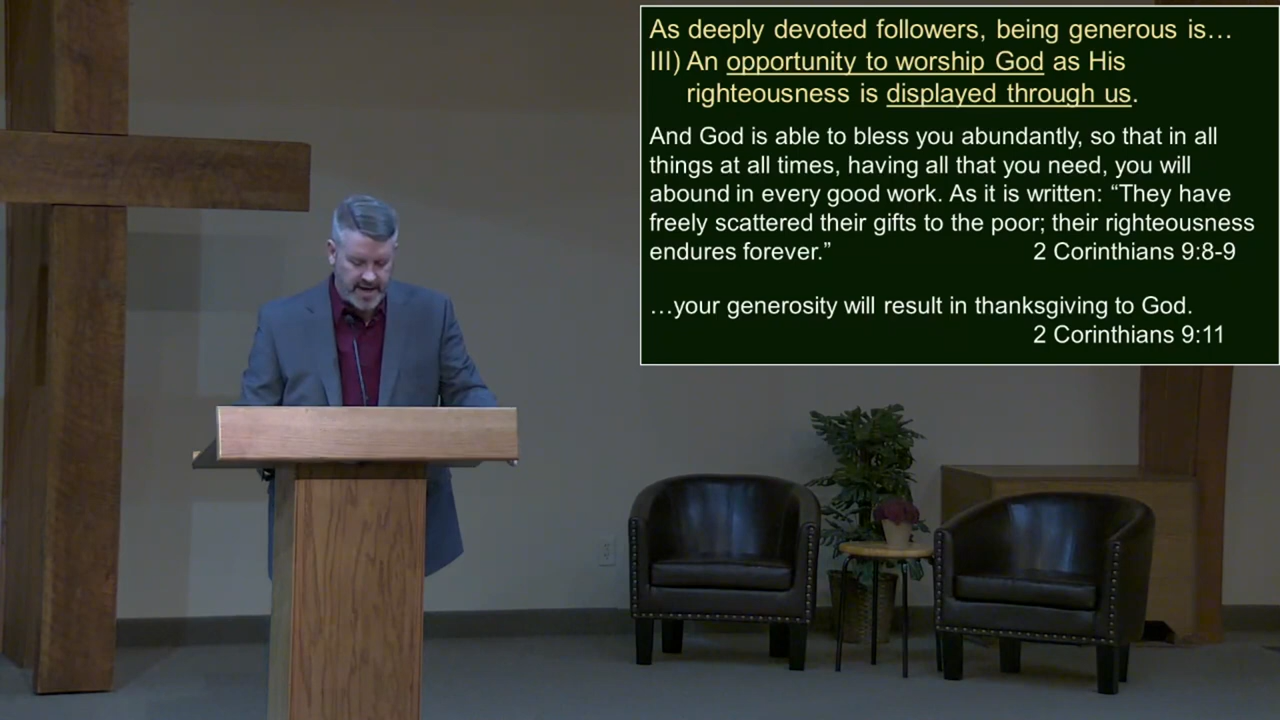 As deeply devoted followers, being generous is…
III) An opportunity to worship God as His
righteousness is displayed through us.
And God is able to bless you abundantly, so that in all
things at all times, having all that you need, you will
abound in every good work. As it is written: “They have
freely scattered their gifts to the poor; their righteousness
endures forever.” 2 Corinthians 9:8-9
…your generosity will result in thanksgiving to God.
2 Corinthians 9:11